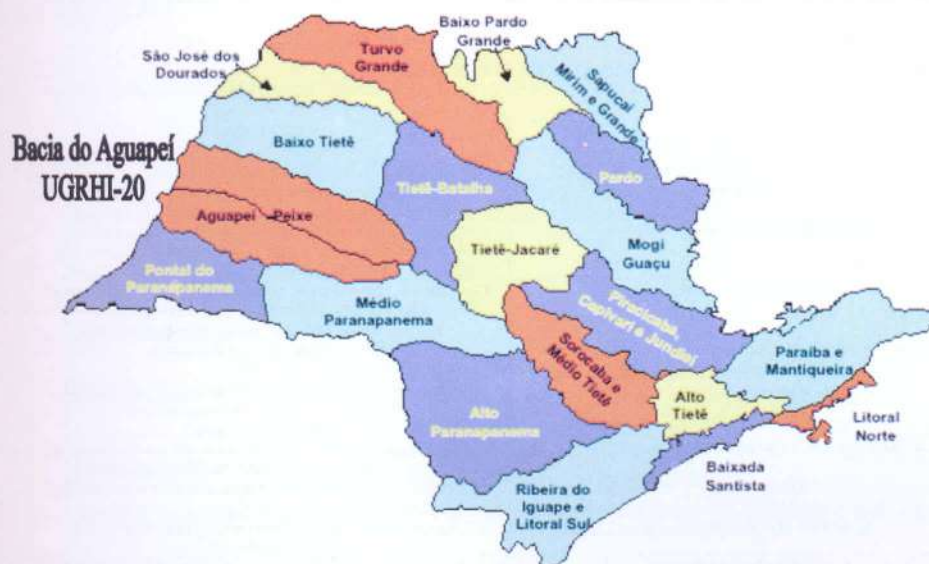 Baixo Pardo
Grande
São José dos
Dourados
Turvo
Grande
Sapucaí
Mirim e Grande
Bacia do Aguapeí
UGRHI-20
Baixo Tietê
Tietê-Batalha
Pardo
Aguapeí Peixe
Tietê-Jacaré
Mogi
Guaçu
Pontal do
Paranapanema
Médio
Paranapanema
Piracicaba,
Capivari e Jundiaí
Sorocaba e
Médio Tietê
Paraíba e
Mantiqueira
Alto
Tietê
Alto
Paranapanema
Litoral
Norte
Baixada
Santista
Ribeira do
Iguape e
Litoral Sul